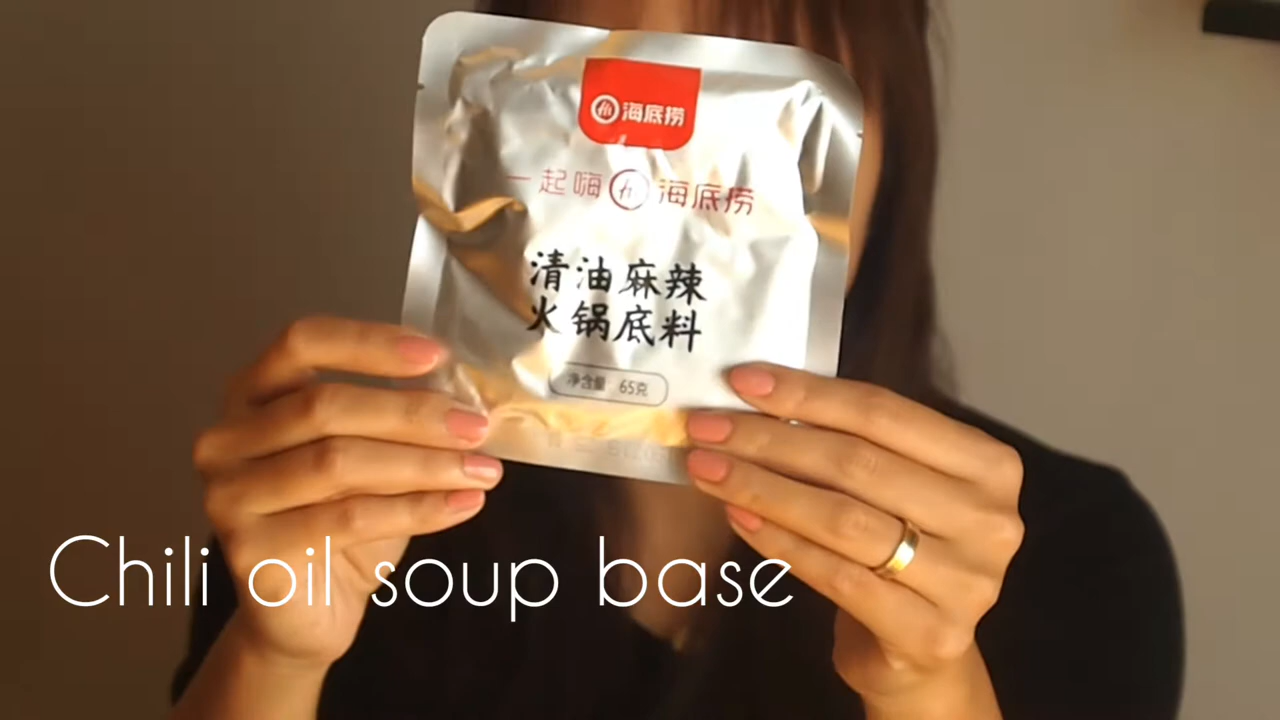 海底捞
一起嗨 hi 海底捞
清油麻辣
火锅底料
净含量 65克
Chili oil soup base